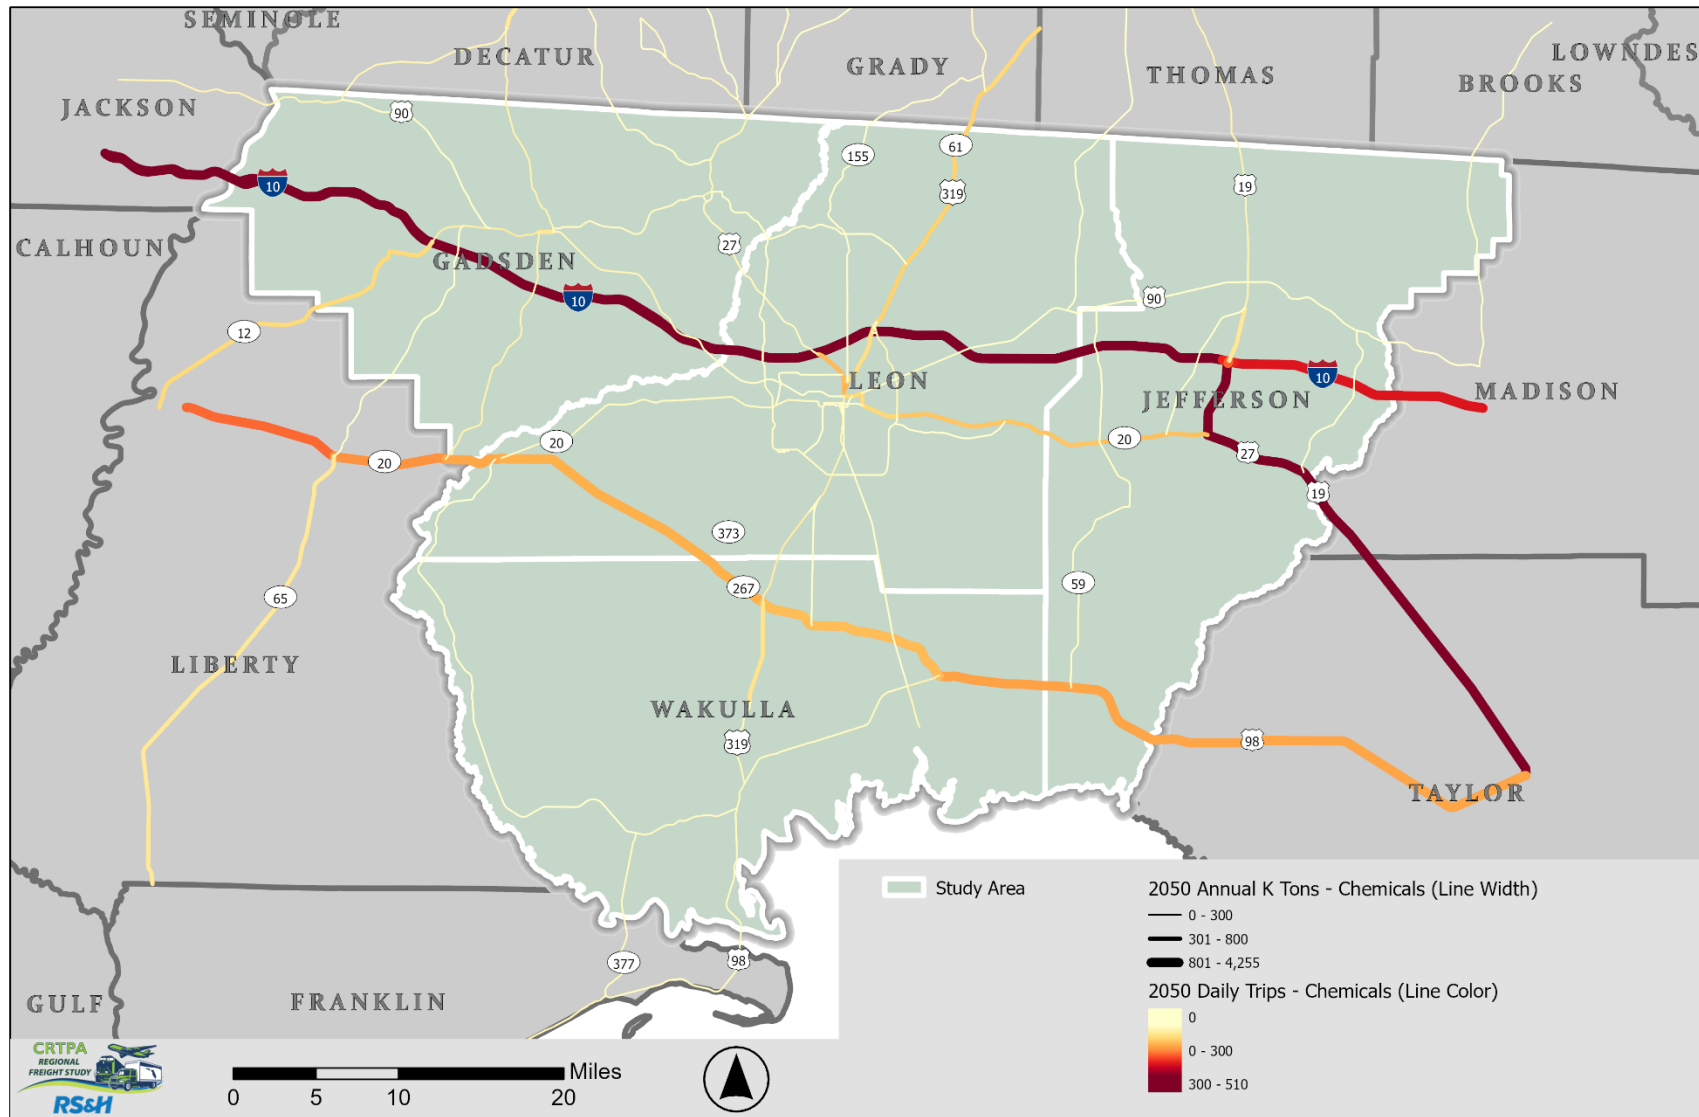 SEMINOLE
DECATUR
GRADY
THOMAS
LOWNDES
BROOKS
JACKSON
90
155
61
319
19
10
CALHOUN
27
GADSDEN
10
90
12
LEON
10
JEFFERSON
MADISON
20
20
20
27
19
373
267
59
65
LIBERTY
WAKULLA
319
98
TAYLOR
377
98
GULF
FRANKLIN
Study Area
2050 Annual K Tons - Chemicals (Line Width)
0 - 300
301 - 800
801 - 4,255
2050 Daily Trips - Chemicals (Line Color)
0
0 - 300
300 - 510
CRTPA
REGIONAL
FREIGHT STUDY
RS&H
Miles
0 5 10 20